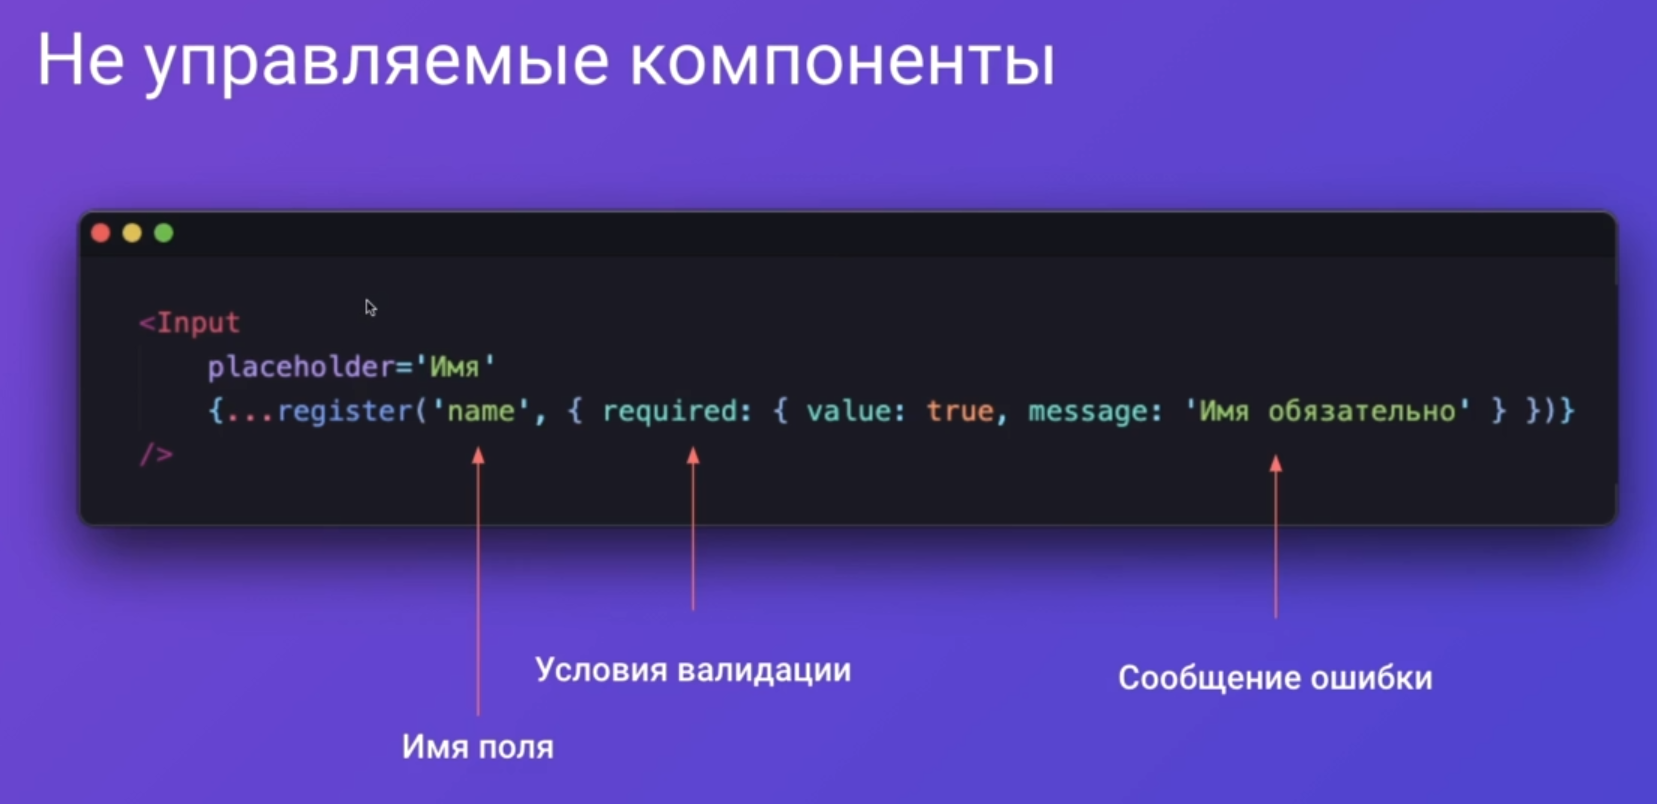 Не управляемые компоненты
<Input
placeholder='Имя'
{...register('name', { required: { value: true, message: 'Имя обязательно' } })}
/>
Условия валидации
Сообщение ошибки
Имя поля